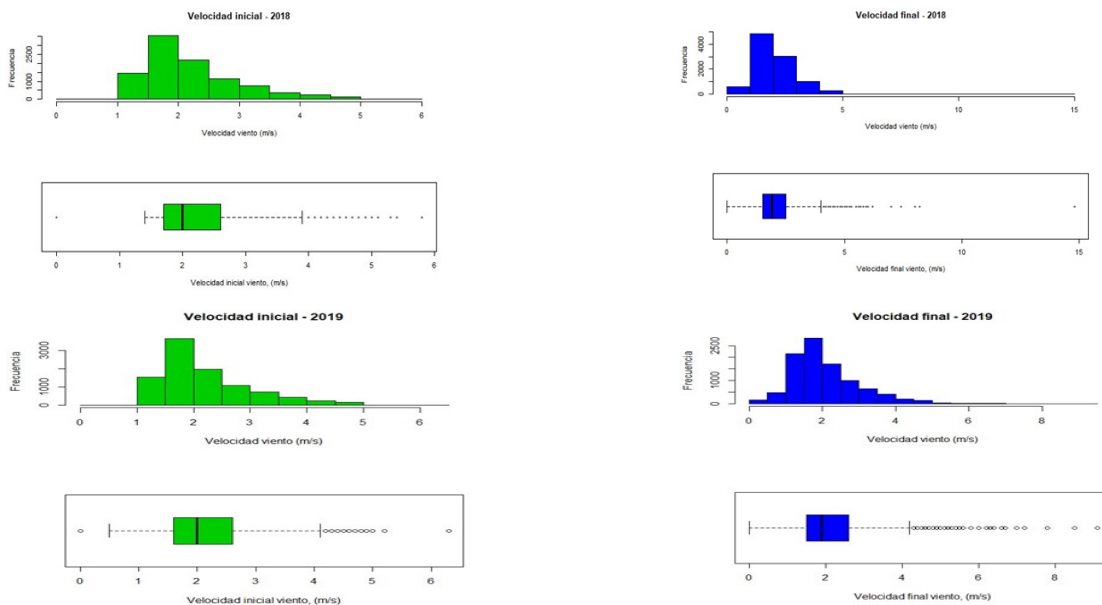 Velocidad inicial - 2018
Frecuencia
0 1000 2500
0 1 2 3 4 5 6
Velocidad viento (m/s)
0 1 2 3 4 5 6
Velocidad inicial viento, (m/s)
Velocidad final - 2018
Frecuencia
0 2000 4000
0 5 10 15
Velocidad viento (m/s)
0 5 10 15
Velocidad final viento, (m/s)
Velocidad inicial - 2019
Frecuencia
0 1000 3000
0 1 2 3 4 5 6
Velocidad viento (m/s)
0 1 2 3 4 5 6
Velocidad inicial viento, (m/s)
Velocidad final - 2019
Frecuencia
0 1000 2500
0 2 4 6 8
Velocidad viento (m/s)
0 2 4 6 8
Velocidad final viento, (m/s)